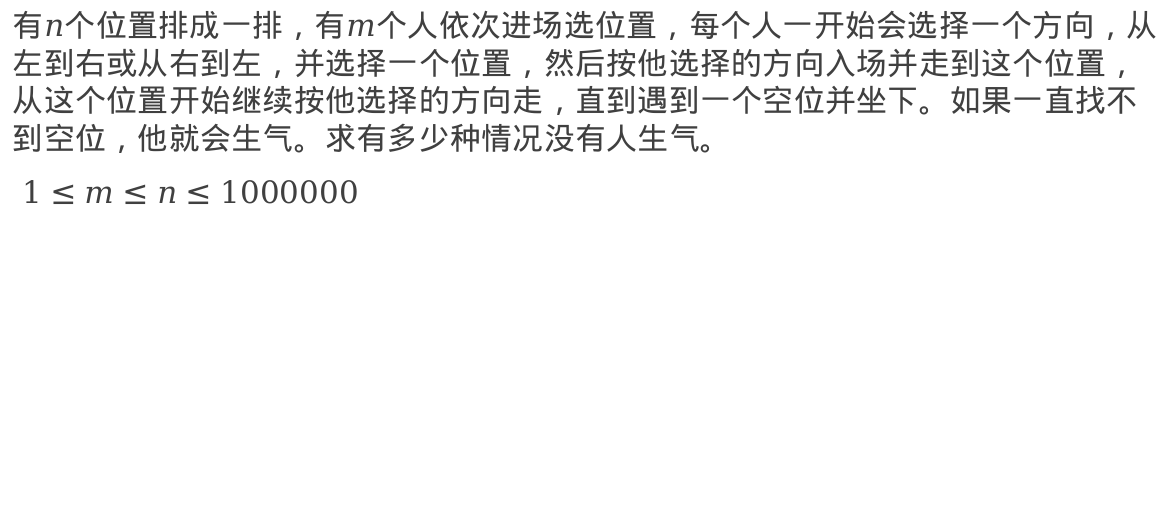 有n个位置排成一排，有m个人依次进场选位置，每个人一开始会选择一个方向，从
左到右或从右到左，并选择一个位置，然后按他选择的方向入场并走到这个位置，
从这个位置开始继续按他选择的方向走，直到遇到一个空位并坐下。如果一直找不
到空位，他就会生气。求有多少种情况没有人生气。
1 ≤ m ≤ n ≤ 1000000